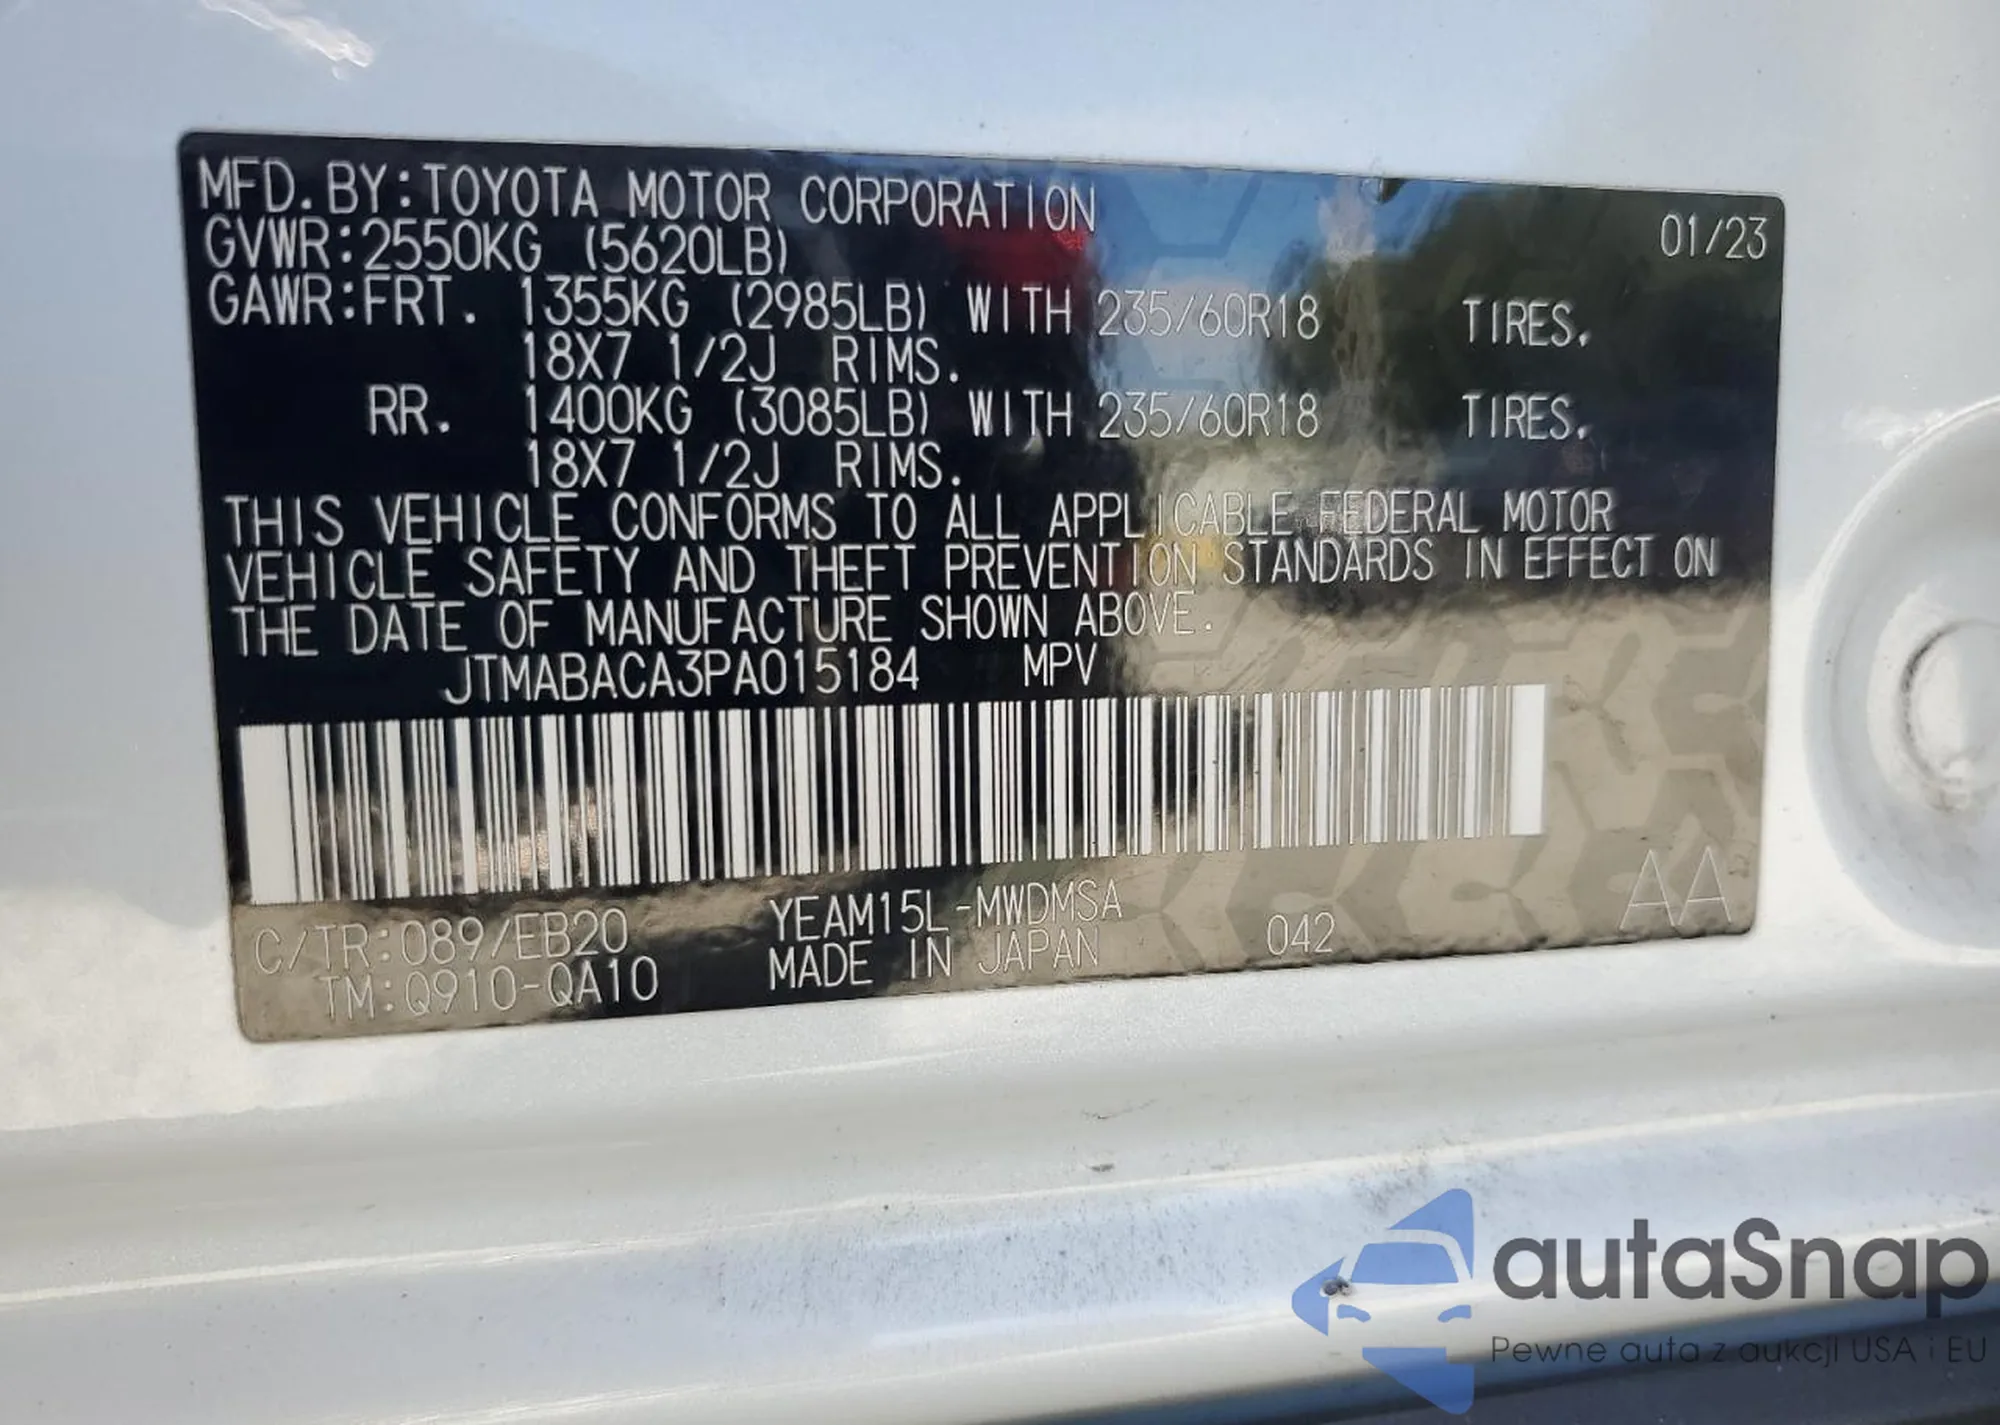 MFD. BY: TOYOTA MOTOR CORPORATION 01/23
GVWR: 2550KG (5620LB)
GAWR: FRT. 1355KG (2985LB) WITH 235/60R18 TIRES.
18X7 1/2J RIMS.
RR. 1400KG (3085LB) WITH 235/60R18 TIRES.
18X7 1/2J RIMS.
THIS VEHICLE CONFORMS TO ALL APPLICABLE FEDERAL MOTOR
VEHICLE SAFETY AND THEFT PREVENTION STANDARDS IN EFFECT ON
THE DATE OF MANUFACTURE SHOWN ABOVE.
JTMABACA3PA015184 MPV
C/TR:089/EB20 YEAM15L-MWDMSA 042 AA
TM:Q910-QA10 MADE IN JAPAN
autaSnap
Pewne auta z aukcji USA i EU